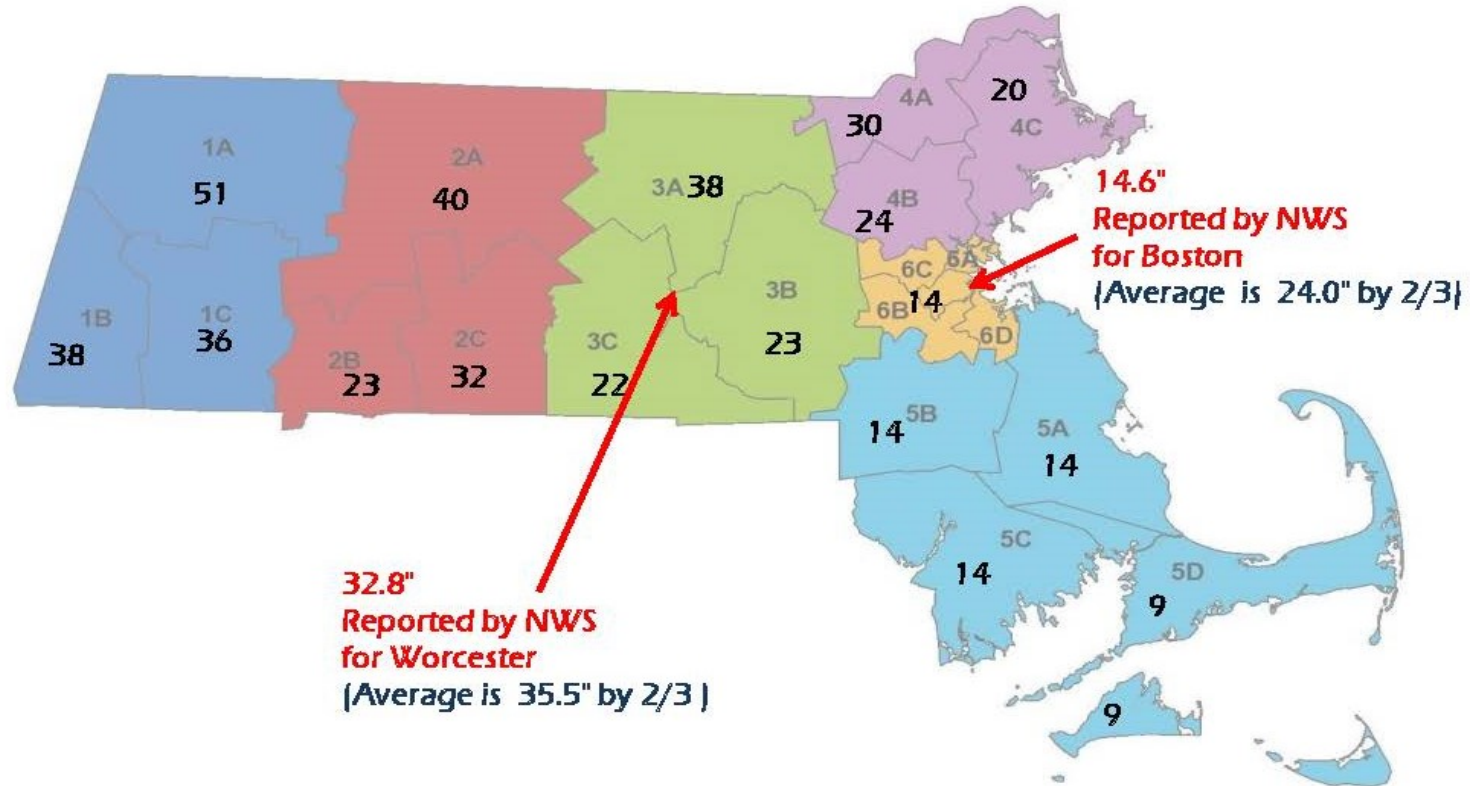 1A
51
1B
38
1C
36
2A
40
2B
23
2C
32
3A 38
3B
23
3C
22
4A
30
20
4C
4B
24
6C 6A
14
6B
6D
14.6"
Reported by NWS
for Boston
(Average is 24.0" by 2/3)
5B
14
5A
14
5C
14
5D
9
9
32.8"
Reported by NWS
for Worcester
(Average is 35.5" by 2/3 )